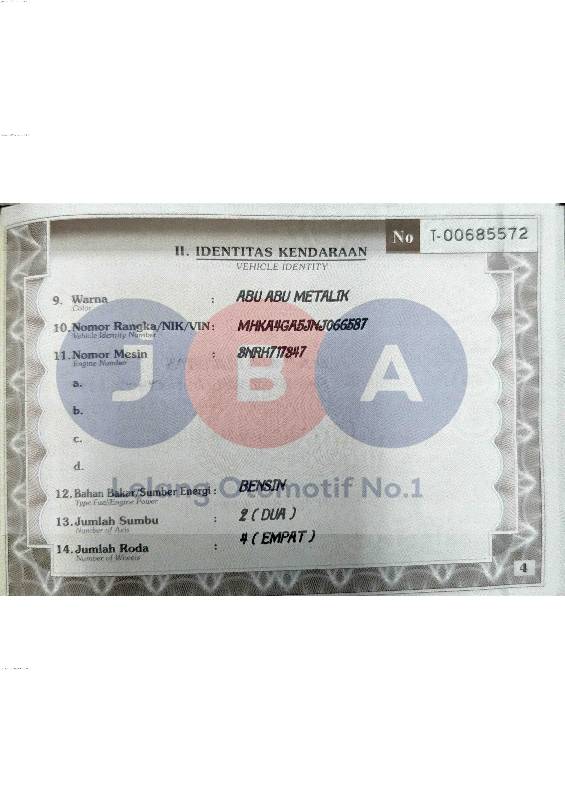 No T-00685572
II. IDENTITAS KENDARAAN
VEHICLE IDENTITY
9. Warna : ABU ABU METALIK
Color
10. Nomor Rangka/NIK/VIN : MHKA4GA5JNJ066587
Vehicle Identity Number
11. Nomor Mesin : 3NRH717847
Engine Number
a.
b.
c.
d.
JBA
Lelang Otomotif No.1
12. Bahan Bakar/Sumber Energi : BENSIN
Type Fuel/Engine Power
13. Jumlah Sumbu : 2 ( DUA )
Number of Axis
14. Jumlah Roda : 4 ( EMPAT )
Number of Wheels
4